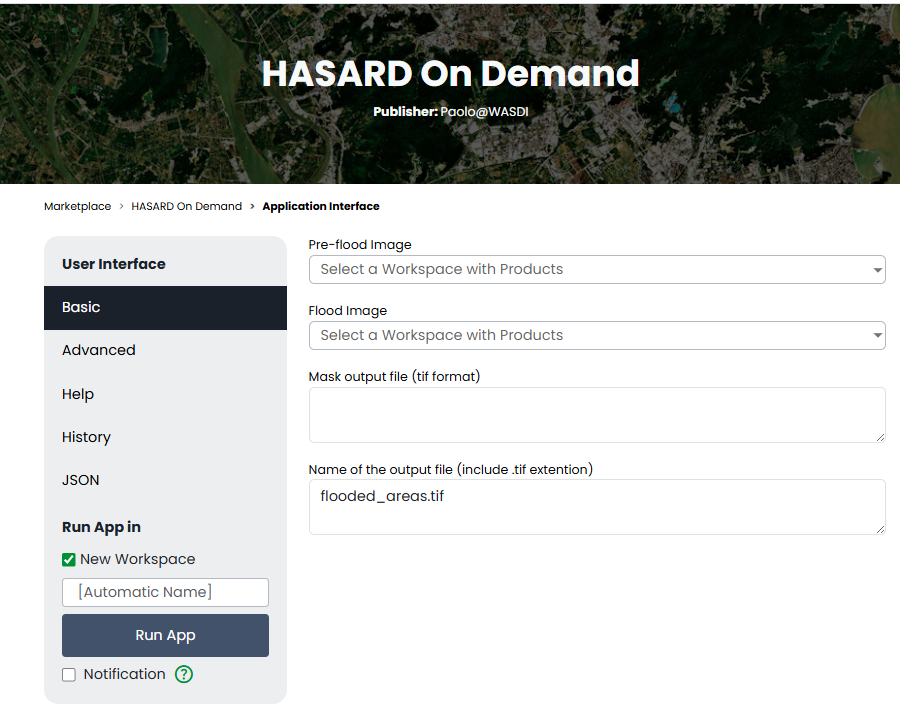 HASARD On Demand
Publisher: Paolo@WASDI
Marketplace > HASARD On Demand > Application Interface
User Interface
Basic
Advanced
Help
History
JSON
Run App in
New Workspace
[Automatic Name]
Run App
Notification ?
Pre-flood Image
Select a Workspace with Products
Flood Image
Select a Workspace with Products
Mask output file (tif format)
Name of the output file (include .tif extention)
flooded_areas.tif